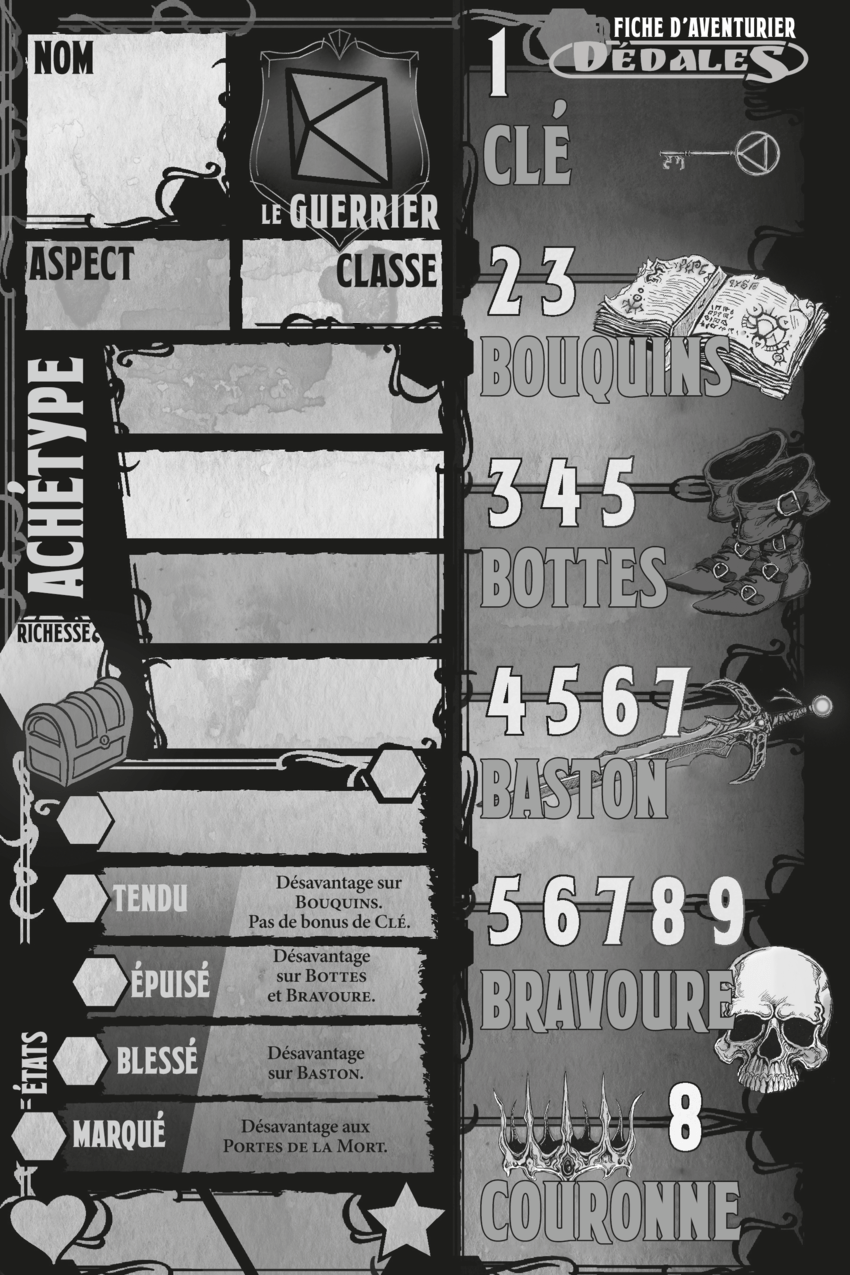 NOM
LE GUERRIER
ASPECT
CLASSE
ACHÉTYPE
RICHESSE
TENDU
Désavantage sur
BOUQUINS.
Pas de bonus de CLÉ.
ÉPUISÉ
Désavantage
sur BOTTES
et BRAVOURE.
ÉTATS
BLESSÉ
Désavantage
sur BASTON.
MARQUÉ
Désavantage aux
PORTES DE LA MORT.
FICHE D'AVENTURIER
DÉDALES
1
CLÉ
2 3
BOUQUINS
3 4 5
BOTTES
4 5 6 7
BASTON
5 6 7 8 9
BRAVOURE
8
COURONNE